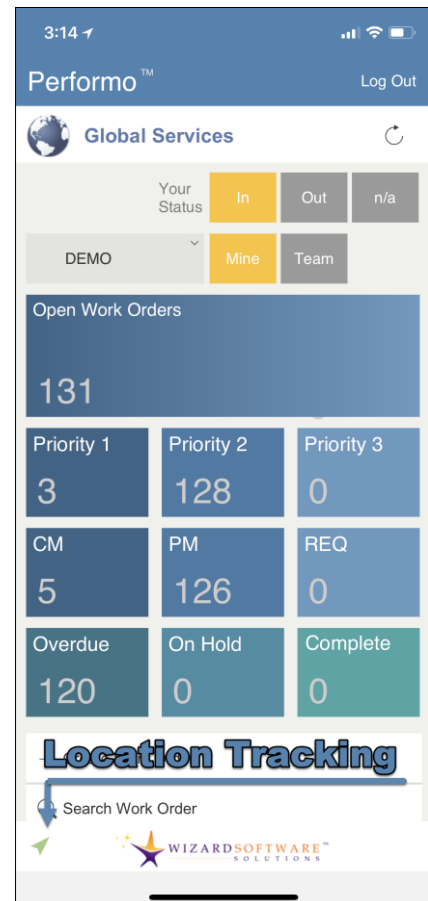 3:14
Performo™ Log Out
Global Services
Your Status In Out n/a
DEMO Mine Team
Open Work Orders
131
Priority 1 Priority 2 Priority 3
3 128 0
CM PM REQ
5 126 0
Overdue On Hold Complete
120 0 0
Location Tracking
Search Work Order
WIZARDSOFTWARE™
SOLUTIONS